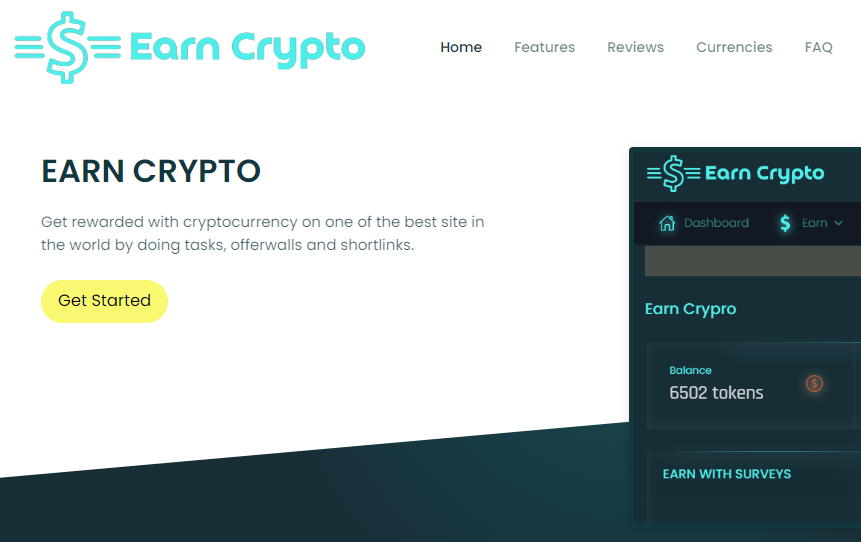 Earn Crypto
Home Features Reviews Currencies FAQ
EARN CRYPTO
Get rewarded with cryptocurrency on one of the best site in
the world by doing tasks, offerwalls and shortlinks.
Get Started
Earn Crypto
Dashboard $ Earn
Earn Crypro
Balance
6502 tokens
EARN WITH SURVEYS